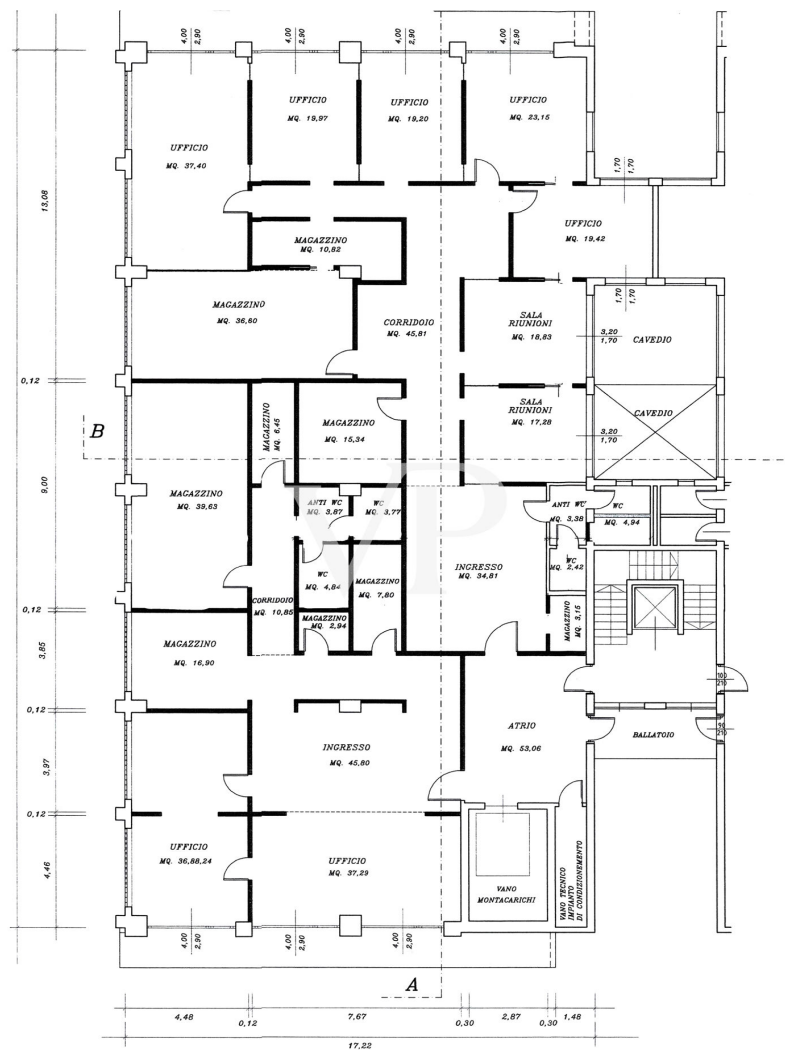 4,00
2,90
4,00
2,90
4,00
2,90
4,00
2,90
UFFICIO
MQ. 37,40
UFFICIO
MQ. 19,97
UFFICIO
MQ. 19,20
UFFICIO
MQ. 23,15
1,70
1,70
UFFICIO
MQ. 19,42
MAGAZZINO
MQ. 10,82
1,70
1,70
13,08
MAGAZZINO
MQ. 36,60
CORRIDOIO
MQ. 45,81
SALA
RIUNIONI
MQ. 18,83
3,20
1,70
CAVEDIO
0,12
MAGAZZINO
MQ. 6,45
MAGAZZINO
MQ. 15,34
SALA
RIUNIONI
MQ. 17,28
CAVEDIO
3,20
1,70
B
9,00
MAGAZZINO
MQ. 39,63
ANTI WC
MQ. 3,87
WC
MQ. 3,77
VP
ANTI WC
MQ. 3,38
WC
MQ. 4,94
INGRESSO
MQ. 34,81
WC
MQ. 2,42
WC
MQ. 4,84
MAGAZZINO
MQ. 7,80
CORRIDOIO
MQ. 10,85
0,12
MAGAZZINO
MQ. 2,94
MAGAZZINO
MQ. 3,15
3,85
MAGAZZINO
MQ. 16,90
100
210
0,12
INGRESSO
MQ. 45,80
ATRIO
MQ. 53,06
BALLATOIO
90
210
3,97
0,12
UFFICIO
MQ. 36,88,24
UFFICIO
MQ. 37,29
4,46
VANO
MONTACARICHI
VANO TECNICO
IMPIANTO
DI CONDIZIONEMENTO
4,00
2,90
4,00
2,90
4,00
2,90
A
4,48
7,67
2,87
1,48
0,12
0,30
0,30
17,22